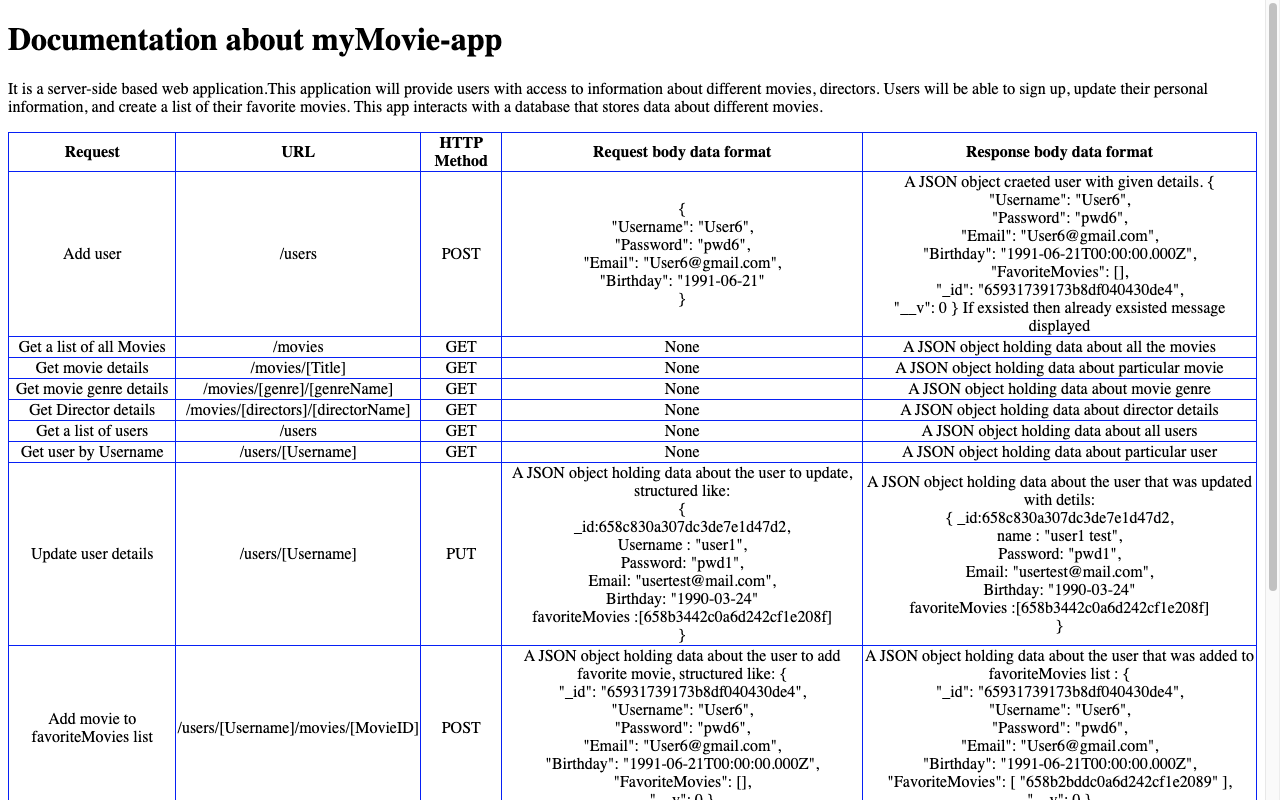 Documentation about myMovie-app
It is a server-side based web application.This application will provide users with access to information about different movies, directors. Users will be able to sign up, update their personal
information, and create a list of their favorite movies. This app interacts with a database that stores data about different movies.
Request URL HTTP Method Request body data format Response body data format
Add user
/users
POST
{
"Username": "User6",
"Password": "pwd6",
"Email": "User6@gmail.com",
"Birthday": "1991-06-21"
}
A JSON object craeted user with given details. {
"Username": "User6",
"Password": "pwd6",
"Email": "User6@gmail.com",
"Birthday": "1991-06-21T00:00:00.000Z",
"FavoriteMovies": [],
"_id": "65931739173b8df040430de4",
"__v": 0 } If exsisted then already exsisted message
displayed
Get a list of all Movies /movies GET None A JSON object holding data about all the movies
Get movie details /movies/[Title] GET None A JSON object holding data about particular movie
Get movie genre details /movies/[genre]/[genreName] GET None A JSON object holding data about movie genre
Get Director details /movies/[directors]/[directorName] GET None A JSON object holding data about director details
Get a list of users /users GET None A JSON object holding data about all users
Get user by Username /users/[Username] GET None A JSON object holding data about particular user
Update user details
/users/[Username]
PUT
A JSON object holding data about the user to update,
structured like:
{
_id:658c830a307dc3de7e1d47d2,
Username : "user1",
Password: "pwd1",
Email: "usertest@mail.com",
Birthday: "1990-03-24"
favoriteMovies :[658b3442c0a6d242cf1e208f]
}
A JSON object holding data about the user that was updated
with detils:
{ _id:658c830a307dc3de7e1d47d2,
name : "user1 test",
Password: "pwd1",
Email: "usertest@mail.com",
Birthday: "1990-03-24"
favoriteMovies :[658b3442c0a6d242cf1e208f]
}
Add movie to
favoriteMovies list
/users/[Username]/movies/[MovieID]
POST
A JSON object holding data about the user to add
favorite movie, structured like: {
"_id": "65931739173b8df040430de4",
"Username": "User6",
"Password": "pwd6",
"Email": "User6@gmail.com",
"Birthday": "1991-06-21T00:00:00.000Z",
"FavoriteMovies": [],
"__v": 0 }
A JSON object holding data about the user that was added to
favoriteMovies list : {
"_id": "65931739173b8df040430de4",
"Username": "User6",
"Password": "pwd6",
"Email": "User6@gmail.com",
"Birthday": "1991-06-21T00:00:00.000Z",
"FavoriteMovies": [ "658b2bddc0a6d242cf1e2089" ],
"__v": 0 }